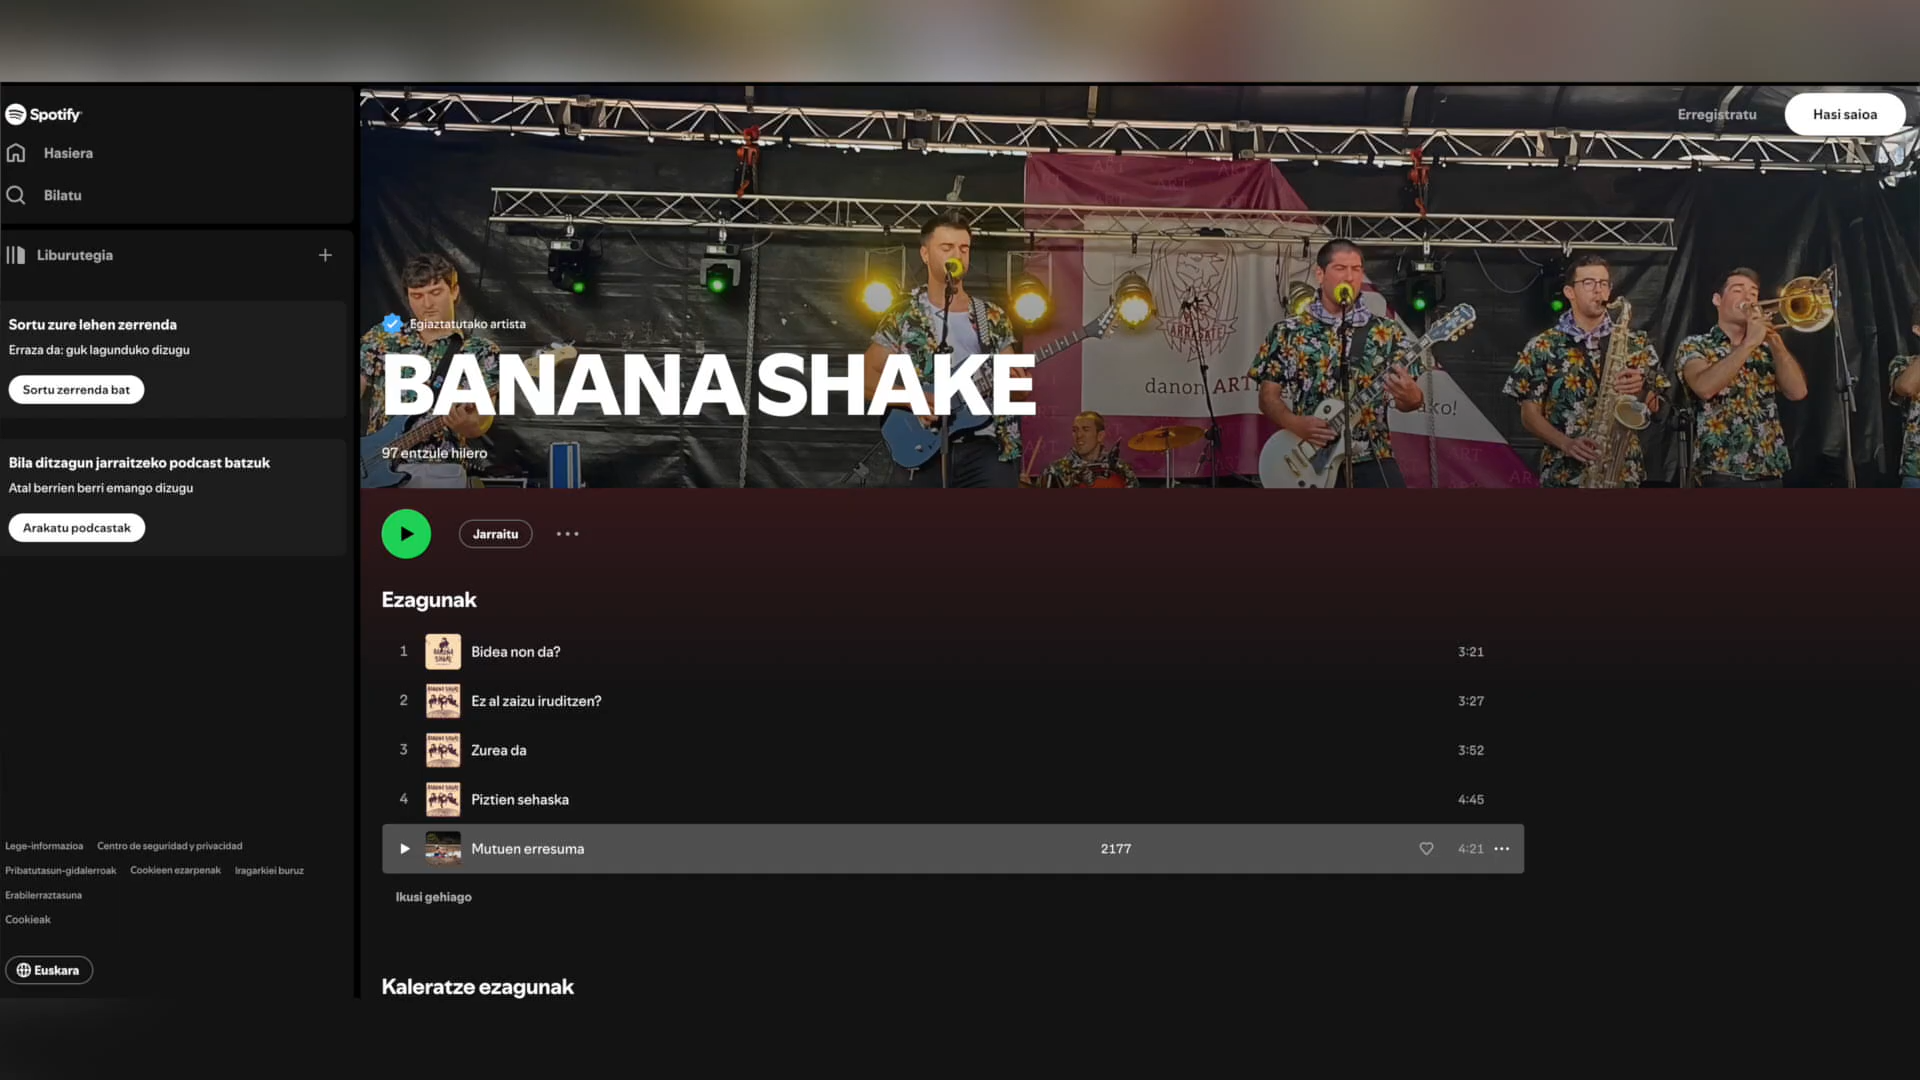 Spotify
Hasiera
Bilatu
Liburutegia
Sortu zure lehen zerrenda
Erraza da: guk lagunduko dizugu
Sortu zerrenda bat
Bila ditzagun jarraitzeko podcast batzuk
Atal berrien berri emango dizugu
Arakatu podcastak
Lege-informazioa Centro de seguridad y privacidad
Pribatutasun-gidalerroak Cookieen ezarpenak Iragarkiei buruz
Erabilerraztasuna
Cookieak
Euskara
Erregistratu
Hasi saioa
ARRASATE
danon ART
ako!
Egiaztatutako artista
BANANA SHAKE
97 entzule hilero
Jarraitu
Ezagunak
1 Bidea non da? 3:21
2 Ez al zaizu iruditzen? 3:27
3 Zurea da 3:52
4 Piztien sehaska 4:45
Mutuen erresuma 2177 4:21
Ikusi gehiago
Kaleratze ezagunak